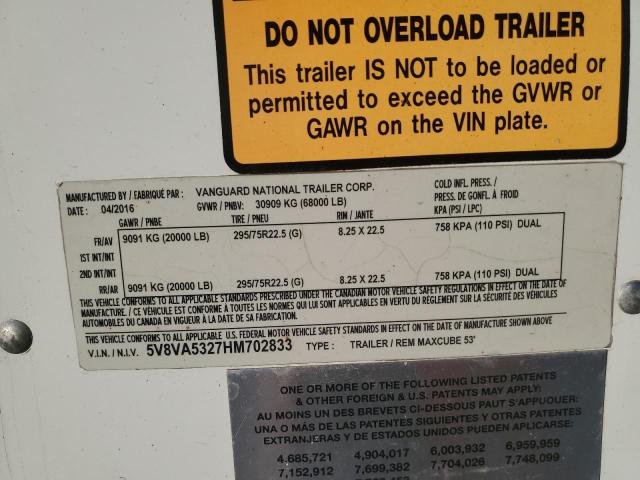 DO NOT OVERLOAD TRAILER
This trailer IS NOT to be loaded or
permitted to exceed the GVWR or
GAWR on the VIN plate.
MANUFACTURED BY / FABRIQUÉ PAR : VANGUARD NATIONAL TRAILER CORP.
DATE : 04/2016 GVWR / PNBV: 30909 KG (68000 LB)
COLD INFL. PRESS. /
PRESS. DE GONFL. À FROID
GAWR / PNBE TIRE / PNEU RIM / JANTE KPA (PSI / LPC)
FR/AV 9091 KG (20000 LB) 295/75R22.5 (G) 8.25 X 22.5 758 KPA (110 PSI) DUAL
1ST INT/INT
2ND INT/INT
RR/AR 9091 KG (20000 LB) 295/75R22.5 (G) 8.25 X 22.5 758 KPA (110 PSI) DUAL
THIS VEHICLE CONFORMS TO ALL APPLICABLE STANDARDS PRESCRIBED UNDER THE CANADIAN MOTOR VEHICLE SAFETY REGULATIONS IN EFFECT ON THE DATE OF
MANUFACTURE. / CE VÉHICULE EST CONFORME À TOUTES LES NORMES QUI LUI SONT APPLICABLES EN VERTU DU RÈGLEMENT SUR LA SÉCURITÉ DES VÉHICULES
AUTOMOBILES DU CANADA EN VIGUEUR À LA DATE DE SA FABRICATION.
THIS VEHICLE CONFORMS TO ALL APPLICABLE U.S. FEDERAL MOTOR VEHICLE SAFETY STANDARDS IN EFFECT ON THE DATE OF MANUFACTURE SHOWN ABOVE.
V.I.N. / N.I.V. 5V8VA5327HM702833 TYPE : TRAILER / REM MAXCUBE 53'
ONE OR MORE OF THE FOLLOWING LISTED PATENTS
& OTHER FOREIGN & U.S. PATENTS MAY APPLY:
AU MOINS UN DES BREVETS CI-DESSOUS PAUT S'APPUOUER:
UNA O MÁS DE LAS PATENTES SIGUIENTES Y OTRAS PATENTES
EXTRANJERAS Y DE ESTADOS UNIDOS PUEDEN APLICARSE:
4.685,721 4,904,017 6,003,932 6,959,959
7,152,912 7,699,382 7,704,026 7,748,099